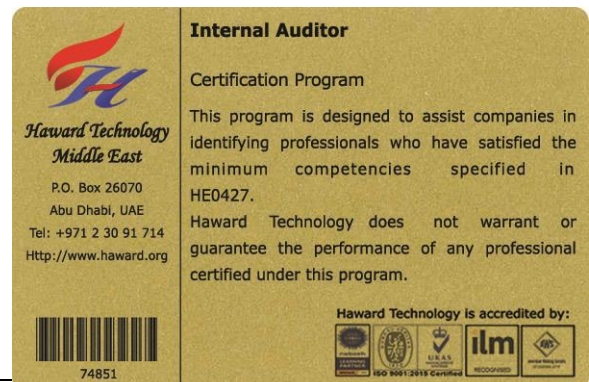 Haward Technology
Middle East
P.O. Box 26070
Abu Dhabi, UAE
Tel: +971 2 30 91 714
Http://www.haward.org
74851
Internal Auditor
Certification Program
This program is designed to assist companies in
identifying professionals who have satisfied the
minimum competencies specified in
HE0427.
Haward Technology does not warrant or
guarantee the performance of any professional
certified under this program.
Haward Technology is accredited by:
UKAS
ISO 9001:2015 Certified
ilm
RECOGNISED